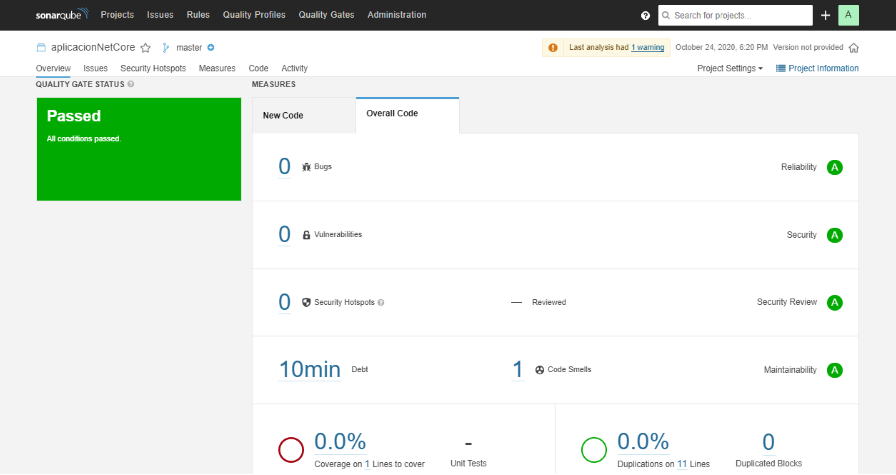 sonarqube Projects Issues Rules Quality Profiles Quality Gates Administration Search for projects... A
aplicacionNetCore master Last analysis had 1 warning October 24, 2020, 6:20 PM Version not provided
Overview Issues Security Hotspots Measures Code Activity Project Settings Project Information
QUALITY GATE STATUS MEASURES
Passed
All conditions passed.
New Code Overall Code
0 Bugs Reliability A
0 Vulnerabilities Security A
0 Security Hotspots — Reviewed Security Review A
10min Debt 1 Code Smells Maintainability A
0.0% - 0.0% 0
Coverage on 1 Lines to cover Unit Tests Duplications on 11 Lines Duplicated Blocks